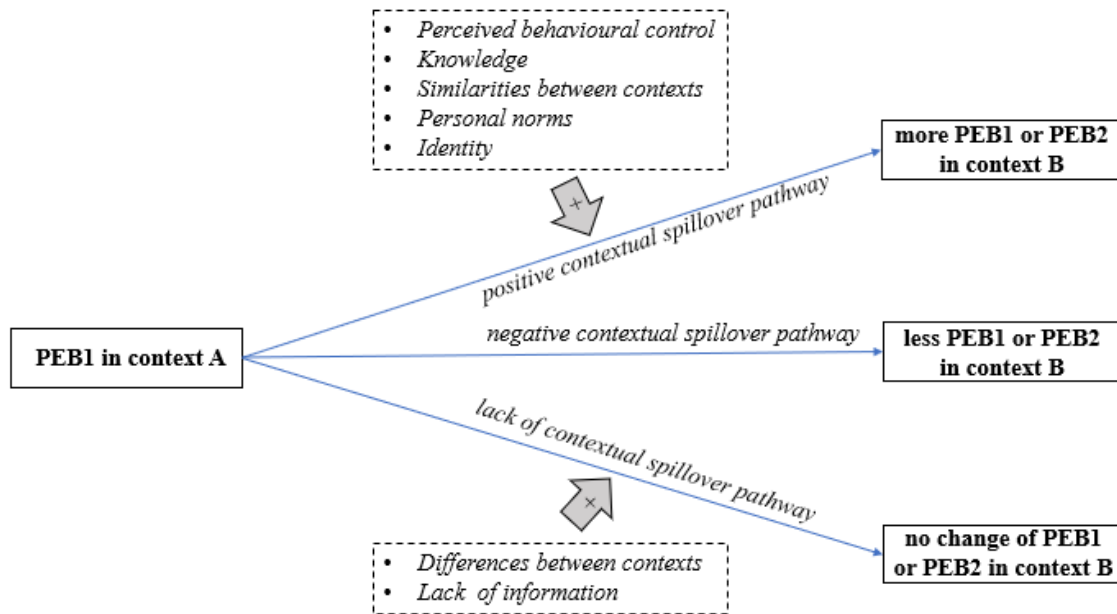 • Perceived behavioural control
• Knowledge
• Similarities between contexts
• Personal norms
• Identity
+
more PEB1 or PEB2
in context B
positive contextual spillover pathway
PEB1 in context A
negative contextual spillover pathway
less PEB1 or PEB2
in context B
lack of contextual spillover pathway
+
no change of PEB1
or PEB2 in context B
• Differences between contexts
• Lack of information